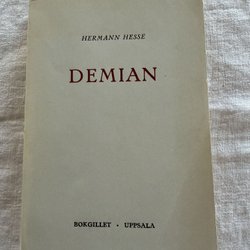 HERMANN HESSE
DEMIAN
BOKGILLET • UPPSALA